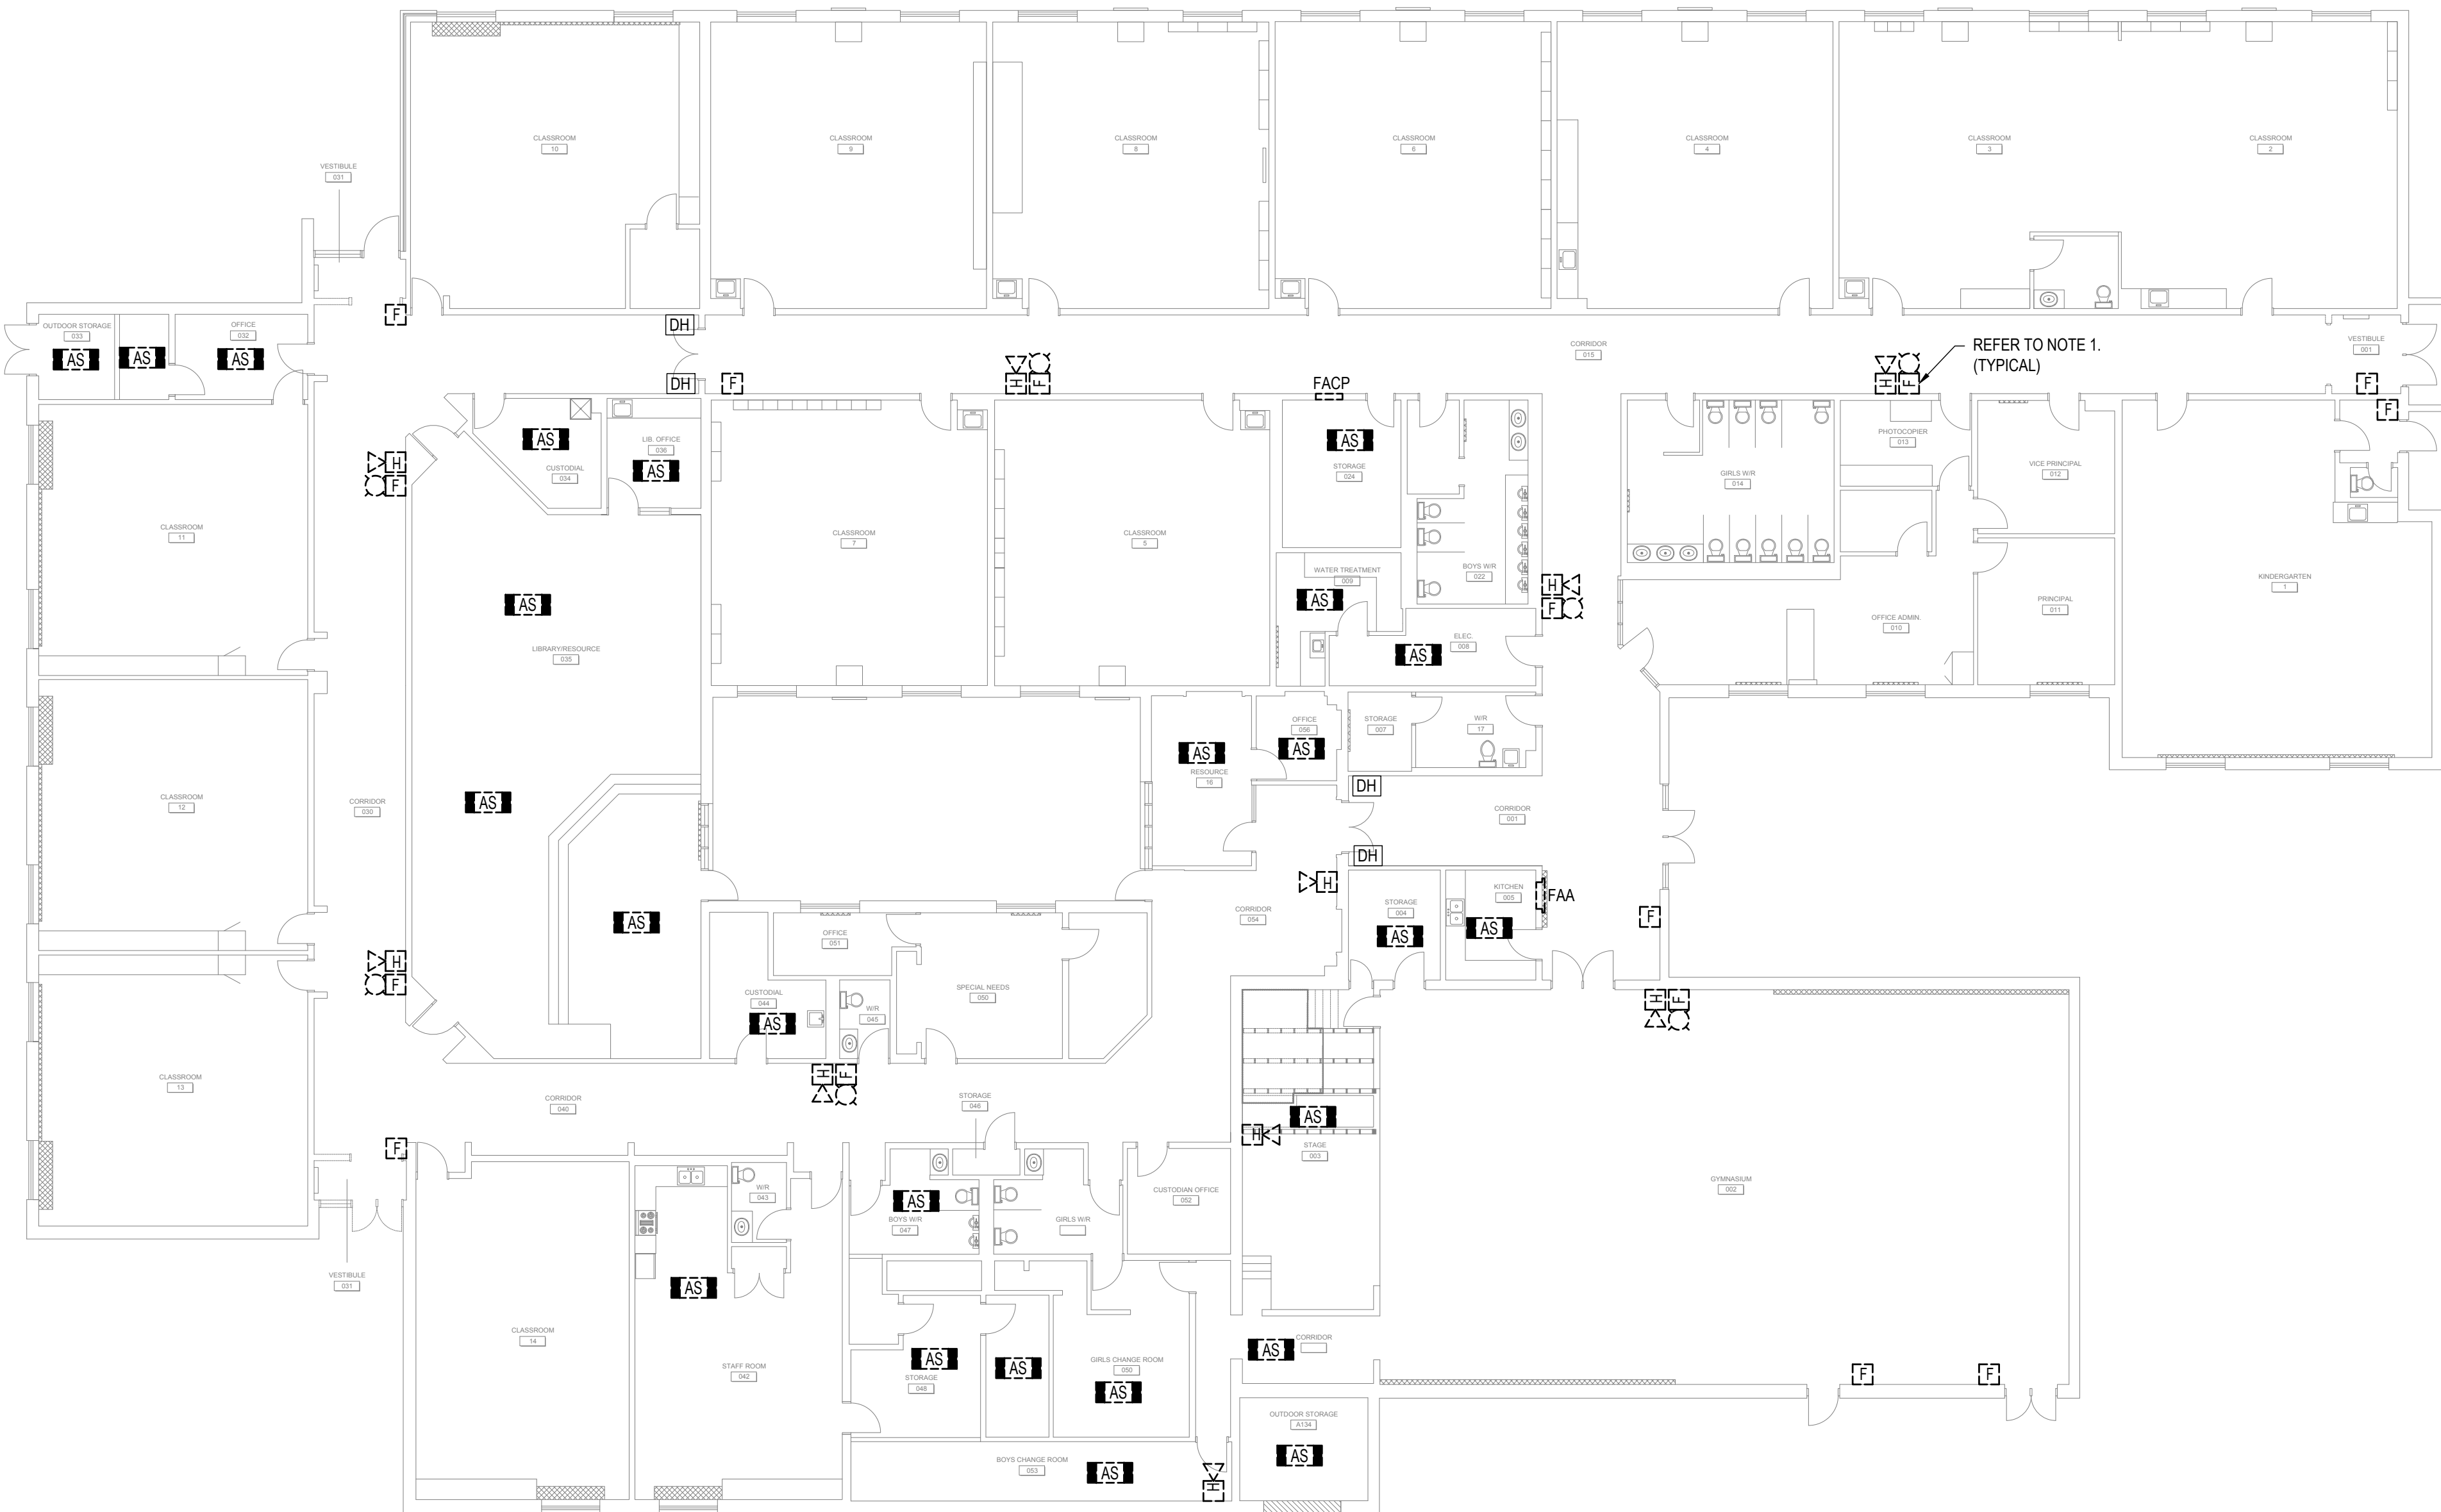 CLASSROOM
10
CLASSROOM
9
CLASSROOM
8
CLASSROOM
6
CLASSROOM
4
CLASSROOM
3
CLASSROOM
2
VESTIBULE
031
F
OUTDOOR STORAGE
033
AS
AS
OFFICE
032
AS
DH
DH
F
H
F
FACP
CORRIDOR
015
H
F
REFER TO NOTE 1.
(TYPICAL)
VESTIBULE
001
F
F
AS
CUSTODIAL
034
LIB. OFFICE
036
AS
H
F
AS
STORAGE
024
PHOTOCOPIER
013
GIRLS W/R
014
VICE PRINCIPAL
012
CLASSROOM
11
CLASSROOM
7
CLASSROOM
5
WATER TREATMENT
009
AS
BOYS W/R
022
H
F
KINDERGARTEN
1
PRINCIPAL
011
OFFICE ADMIN.
010
AS
LIBRARY/RESOURCE
035
ELEC.
008
AS
AS
RESOURCE
16
OFFICE
056
AS
STORAGE
007
W/R
17
DH
CLASSROOM
12
CORRIDOR
030
AS
CORRIDOR
001
DH
H
STORAGE
004
AS
KITCHEN
005
AS
FAA
F
CORRIDOR
054
AS
OFFICE
051
H
F
CUSTODIAL
044
AS
W/R
045
SPECIAL NEEDS
050
H
F
CLASSROOM
13
H
F
CORRIDOR
040
STORAGE
046
AS
H
STAGE
003
F
GYMNASIUM
002
W/R
043
AS
BOYS W/R
047
GIRLS W/R
CUSTODIAN OFFICE
052
VESTIBULE
031
AS
CLASSROOM
14
STAFF ROOM
042
AS
STORAGE
048
AS
GIRLS CHANGE ROOM
050
AS
AS
CORRIDOR
F
F
OUTDOOR STORAGE
A134
AS
BOYS CHANGE ROOM
053
AS
H